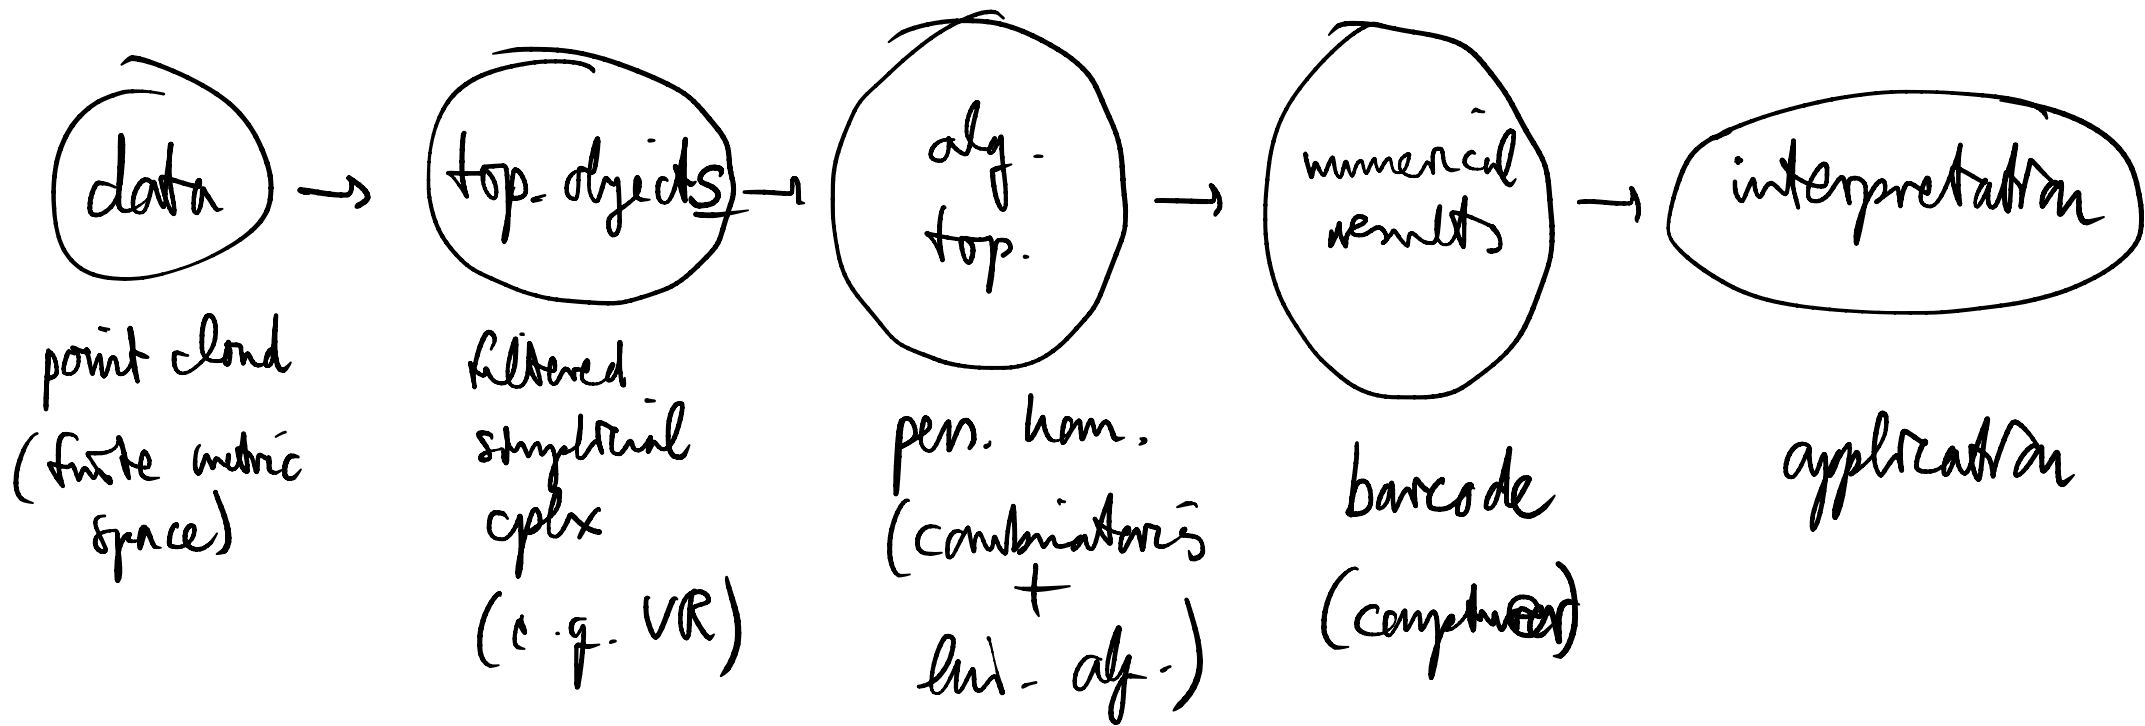 data → top. objects → alg. top. → numerical results → interpretation
point cloud
(finite metric
space)
filtered
simplicial
cplx
(e.g. VR)
pers. hom.
(combinatorics
+
lin. alg.)
barcode
(computer)
application